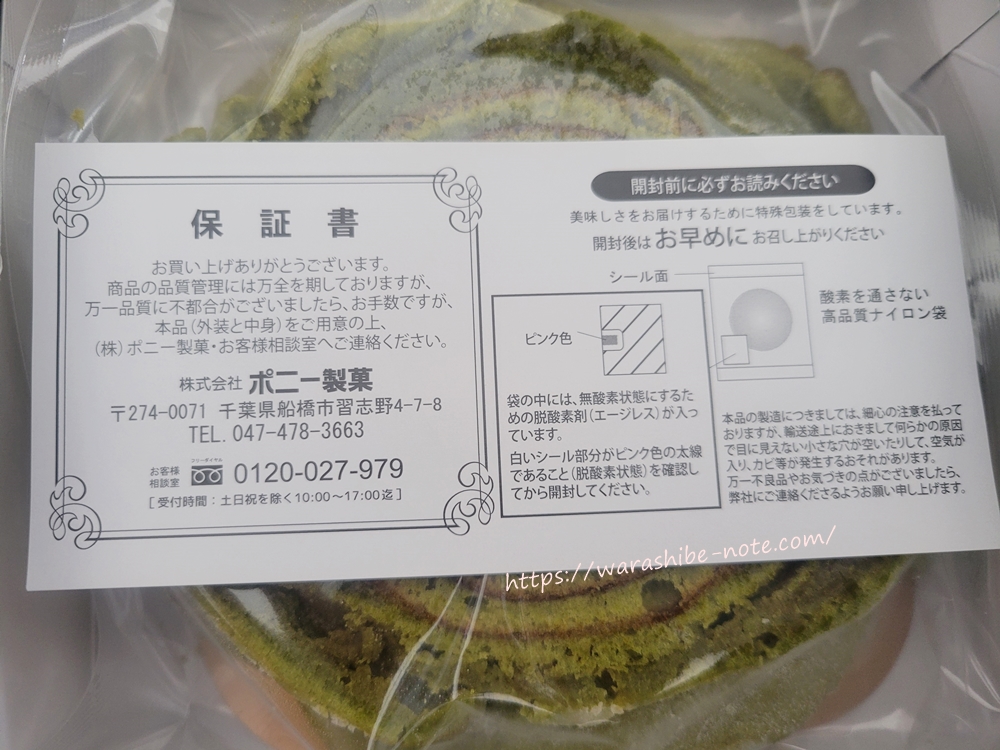 保証書
お買い上げありがとうございます。
商品の品質管理には万全を期しておりますが、
万一品質に不都合がございましたら、お手数ですが、
本品（外装と中身）をご用意の上、
（株）ポニー製菓・お客様相談室へご連絡ください。
株式会社 ポニー製菓
〒274-0071 千葉県船橋市習志野4-7-8
TEL. 047-478-3663
お客様
相談室
フリーダイヤル
0120-027-979
［受付時間：土日祝を除く10:00〜17:00迄］
開封前に必ずお読みください
美味しさをお届けするために特殊包装をしています。
開封後はお早めにお召し上がりください
シール面
酸素を通さない
高品質ナイロン袋
ピンク色
袋の中には、無酸素状態にするた
めの脱酸素剤（エージレス）が入っ
ています。
白いシール部分がピンク色の太線
であること（脱酸素状態）を確認し
てから開封してください。
本品の製造につきましては、細心の注意を払って
おりますが、輸送途上におきまして何らかの原因
で目に見えない小さな穴が空いたりして、空気が
入り、カビ等が発生するおそれがあります。
万一不良品やお気づきの点がございましたら、
弊社にご連絡くださるようお願い申し上げます。
https://warashibe-note.com/